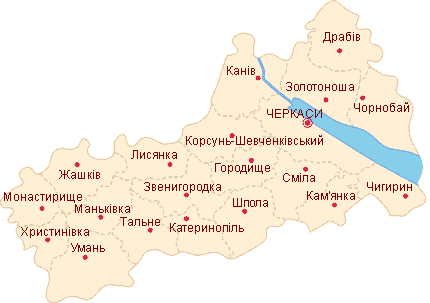 Драбів
Канів
Золотоноша
Чорнобай
ЧЕРКАСИ
Корсунь-Шевченківський
Лисянка
Городище
Жашків
Сміла
Звенигородка
Кам'янка
Чигирин
Монастирище
Маньківка
Шпола
Тальне
Катеринопіль
Христинівка
Умань